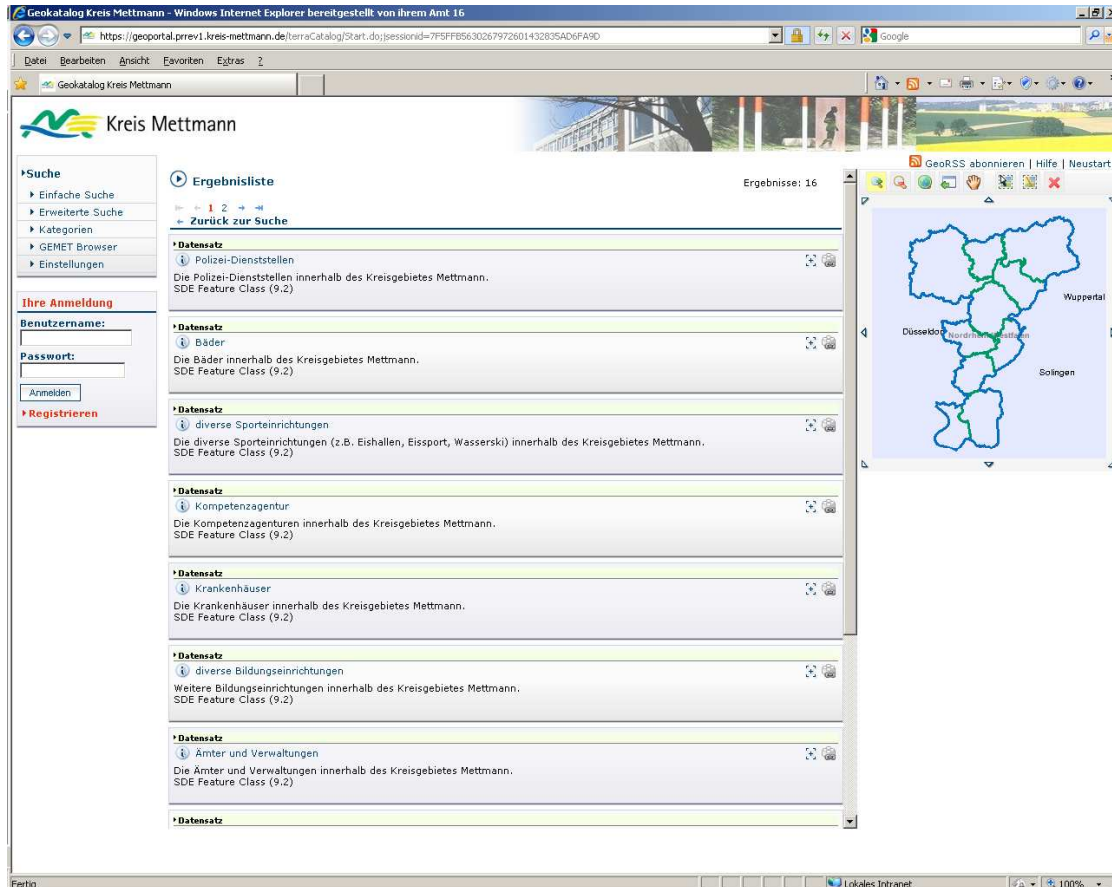 Geokatalog Kreis Mettmann - Windows Internet Explorer bereitgestellt von ihrem Amt 16
https://geoportal.prrev1.kreis-mettmann.de/terraCatalog/Start.do;jsessionid=7F5FFB5630267972601432835AD6FA9D
Google
Datei Bearbeiten Ansicht Favoriten Extras ?
Geokatalog Kreis Mettmann
Kreis Mettmann
GeoRSS abonnieren | Hilfe | Neustart
Suche
Einfache Suche
Erweiterte Suche
Kategorien
GEMET Browser
Einstellungen
Ihre Anmeldung
Benutzername:
Passwort:
Anmelden
Registrieren
Ergebnisliste
Ergebnisse: 16
1 2
Zurück zur Suche
Datensatz
Polizei-Dienststellen
Die Polizei-Dienststellen innerhalb des Kreisgebietes Mettmann.
SDE Feature Class (9.2)
Datensatz
Bäder
Die Bäder innerhalb des Kreisgebietes Mettmann.
SDE Feature Class (9.2)
Datensatz
diverse Sporteinrichtungen
Die diverse Sporteinrichtungen (z.B. Eishallen, Eissport, Wasserski) innerhalb des Kreisgebietes Mettmann.
SDE Feature Class (9.2)
Datensatz
Kompetenzagentur
Die Kompetenzagenturen innerhalb des Kreisgebietes Mettmann.
SDE Feature Class (9.2)
Datensatz
Krankenhäuser
Die Krankenhäuser innerhalb des Kreisgebietes Mettmann.
SDE Feature Class (9.2)
Datensatz
diverse Bildungseinrichtungen
Weitere Bildungseinrichtungen innerhalb des Kreisgebietes Mettmann.
SDE Feature Class (9.2)
Datensatz
Ämter und Verwaltungen
Die Ämter und Verwaltungen innerhalb des Kreisgebietes Mettmann.
SDE Feature Class (9.2)
Datensatz
Wuppertal
Düsseldorf
Nordrhein-Westfalen
Solingen
Fertig
Lokales Intranet
100%